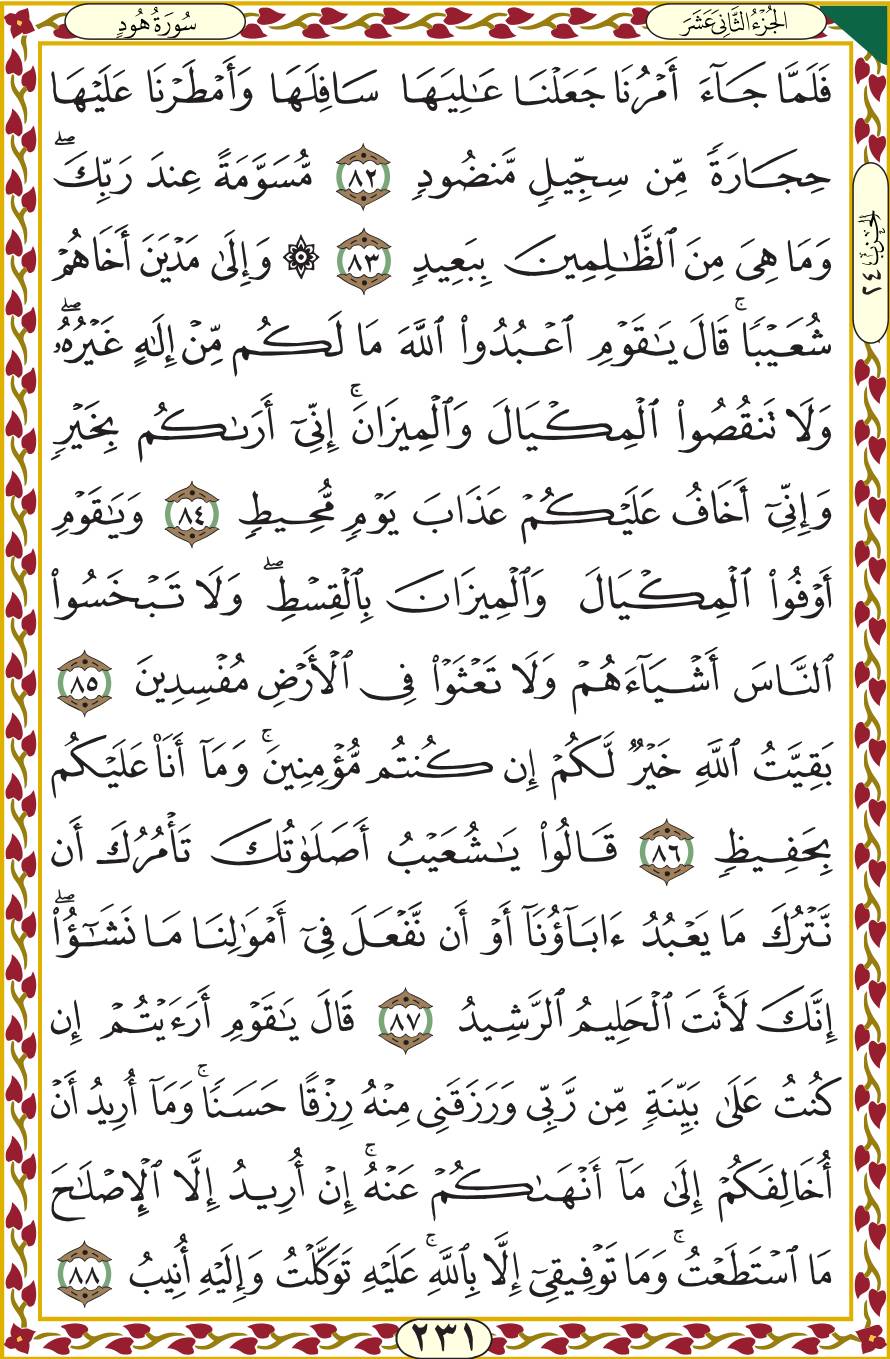 الجُزْءُ الثَّانِيَ عَشَرَ
سُورَةُ هُودٍ
فَلَمَّا جَآءَ أَمْرُنَا جَعَلْنَا عَٰلِيَهَا سَافِلَهَا وَأَمْطَرْنَا عَلَيْهَا
حِجَارَةً مِّن سِجِّيلٍ مَّنضُودٍ ٨٢ مُّسَوَّمَةً عِندَ رَبِّكَۖ
وَمَا هِىَ مِنَ ٱلظَّٰلِمِينَ بِبَعِيدٍ ٨٣ ۞ وَإِلَىٰ مَدْيَنَ أَخَاهُمْ
شُعَيْبًاۚ قَالَ يَٰقَوْمِ ٱعْبُدُوا۟ ٱللَّهَ مَا لَكُم مِّنْ إِلَٰهٍ غَيْرُهُۥۖ
وَلَا تَنقُصُوا۟ ٱلْمِكْيَالَ وَٱلْمِيزَانَۚ إِنِّىٓ أَرَىٰكُم بِخَيْرٍ
وَإِنِّىٓ أَخَافُ عَلَيْكُمْ عَذَابَ يَوْمٍ مُّحِيطٍ ٨٤ وَيَٰقَوْمِ
أَوْفُوا۟ ٱلْمِكْيَالَ وَٱلْمِيزَانَ بِٱلْقِسْطِۖ وَلَا تَبْخَسُوا۟
ٱلنَّاسَ أَشْيَآءَهُمْ وَلَا تَعْثَوْا۟ فِى ٱلْأَرْضِ مُفْسِدِينَ ٨٥
بَقِيَّتُ ٱللَّهِ خَيْرٌ لَّكُمْ إِن كُنتُم مُّؤْمِنِينَۚ وَمَآ أَنَا۠ عَلَيْكُم
بِحَفِيظٍ ٨٦ قَالُوا۟ يَٰشُعَيْبُ أَصَلَوٰتُكَ تَأْمُرُكَ أَن
نَّتْرُكَ مَا يَعْبُدُ ءَابَآؤُنَآ أَوْ أَن نَّفْعَلَ فِىٓ أَمْوَٰلِنَا مَا نَشَٰٓؤُا۟ۖ
إِنَّكَ لَأَنتَ ٱلْحَلِيمُ ٱلرَّشِيدُ ٨٧ قَالَ يَٰقَوْمِ أَرَءَيْتُمْ إِن
كُنتُ عَلَىٰ بَيِّنَةٍ مِّن رَّبِّى وَرَزَقَنِى مِنْهُ رِزْقًا حَسَنًاۚ وَمَآ أُرِيدُ أَنْ
أُخَالِفَكُمْ إِلَىٰ مَآ أَنْهَىٰكُمْ عَنْهُۚ إِنْ أُرِيدُ إِلَّا ٱلْإِصْلَٰحَ
مَا ٱسْتَطَعْتُۚ وَمَا تَوْفِيقِىٓ إِلَّا بِٱللَّهِۚ عَلَيْهِ تَوَكَّلْتُ وَإِلَيْهِ أُنِيبُ ٨٨
الحِزْب ٢٤
٢٣١